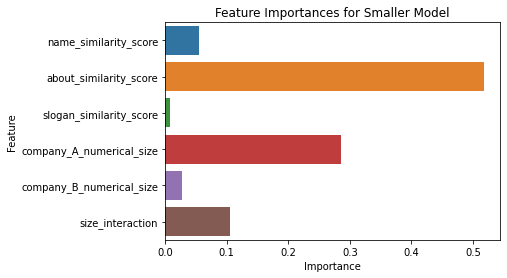 Feature Importances for Smaller Model
Feature
name_similarity_score
about_similarity_score
slogan_similarity_score
company_A_numerical_size
company_B_numerical_size
size_interaction
0.0 0.1 0.2 0.3 0.4 0.5
Importance